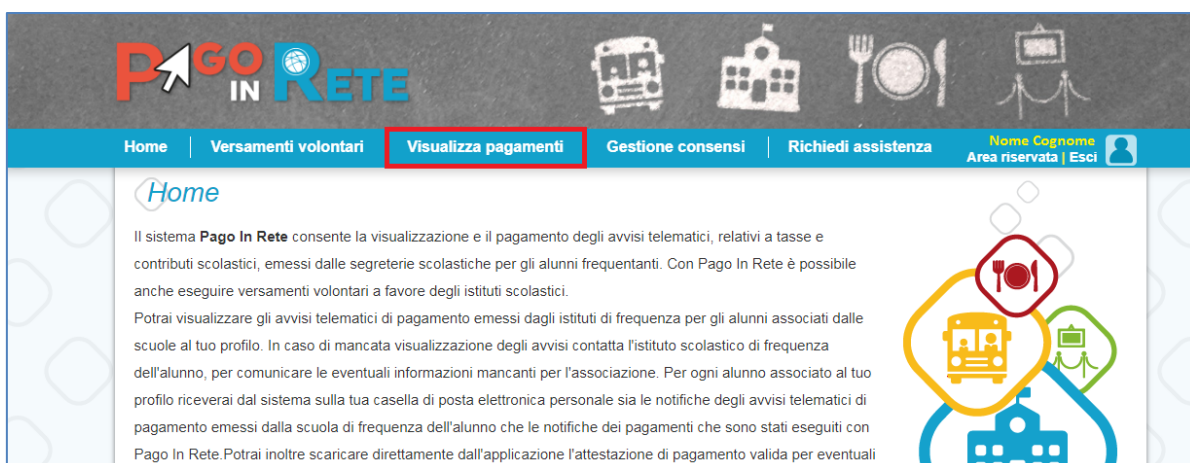 PAGO
IN RETE
Home Versamenti volontari Visualizza pagamenti Gestione consensi Richiedi assistenza Nome Cognome
Area riservata | Esci
Home
Il sistema Pago In Rete consente la visualizzazione e il pagamento degli avvisi telematici, relativi a tasse e
contributi scolastici, emessi dalle segreterie scolastiche per gli alunni frequentanti. Con Pago In Rete è possibile
anche eseguire versamenti volontari a favore degli istituti scolastici.
Potrai visualizzare gli avvisi telematici di pagamento emessi dagli istituti di frequenza per gli alunni associati dalle
scuole al tuo profilo. In caso di mancata visualizzazione degli avvisi contatta l'istituto scolastico di frequenza
dell'alunno, per comunicare le eventuali informazioni mancanti per l'associazione. Per ogni alunno associato al tuo
profilo riceverai dal sistema sulla tua casella di posta elettronica personale sia le notifiche degli avvisi telematici di
pagamento emessi dalla scuola di frequenza dell'alunno che le notifiche dei pagamenti che sono stati eseguiti con
Pago In Rete.Potrai inoltre scaricare direttamente dall'applicazione l'attestazione di pagamento valida per eventuali